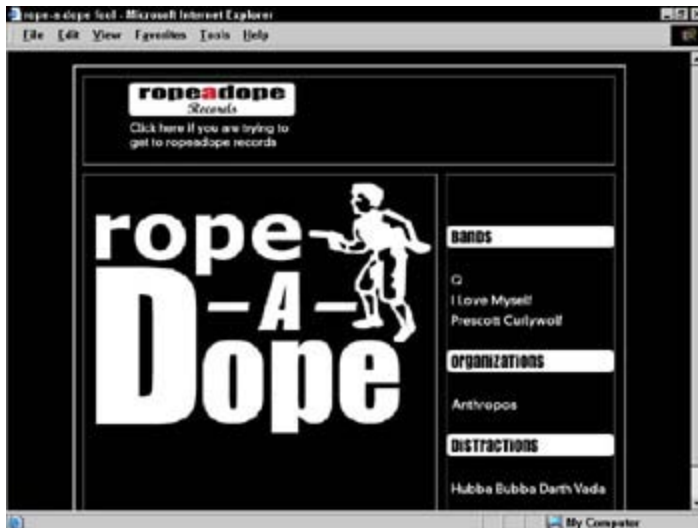 rope-a-dope fool - Microsoft Internet Explorer
File Edit View Favorites Tools Help
ropeadope
Records
Click here if you are trying to
get to ropeadope records
rope-
D-A-
Dope
BANDS
Q
I Love Myself
Prescott Curlywolf
ORGANIZATIONS
Anthropos
DISTRACTIONS
Hubba Bubba Darth Vada
My Computer